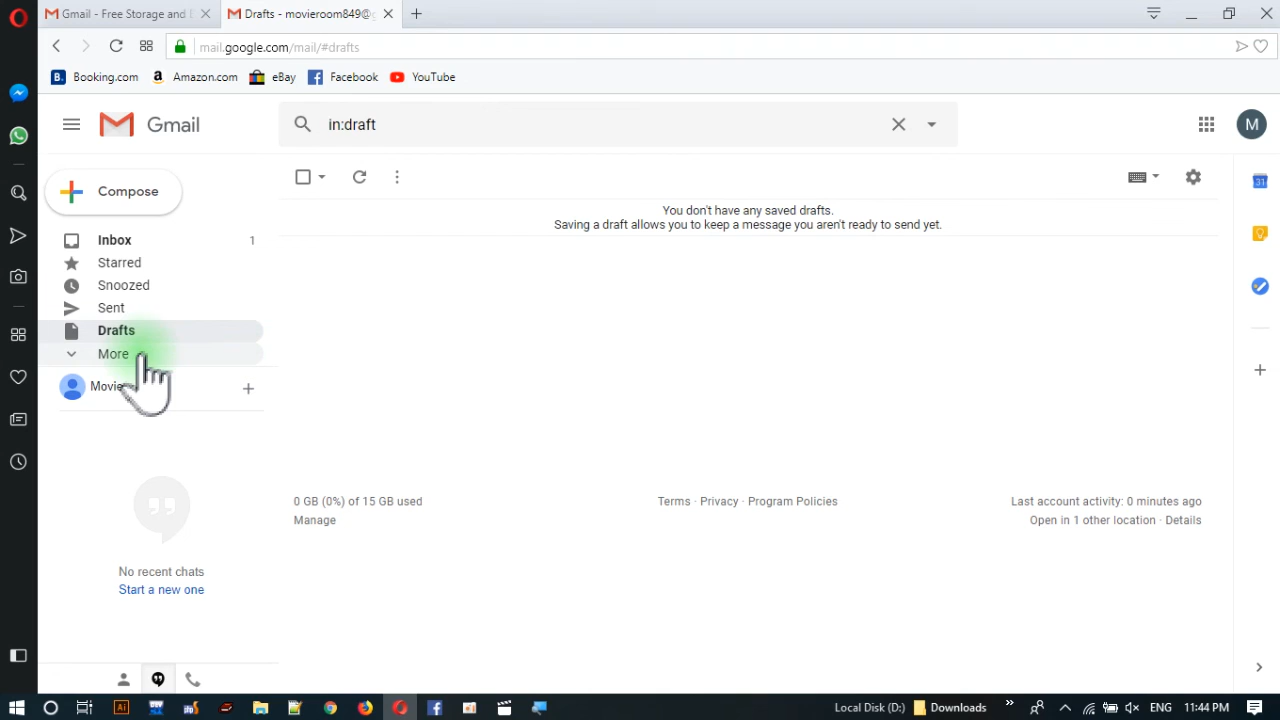 Gmail - Free Storage and E
Drafts - movieroom849@g
mail.google.com/mail/#drafts
B. Booking.com
a Amazon.com
eBay
Facebook
YouTube
Gmail
in:draft
M
Compose
You don't have any saved drafts.
Saving a draft allows you to keep a message you aren't ready to send yet.
31
Inbox 1
Starred
Snoozed
Sent
Drafts
More
Movie
0 GB (0%) of 15 GB used
Manage
Terms · Privacy · Program Policies
Last account activity: 0 minutes ago
Open in 1 other location · Details
No recent chats
Start a new one
Ai
Local Disk (D:)
Downloads
ENG
11:44 PM